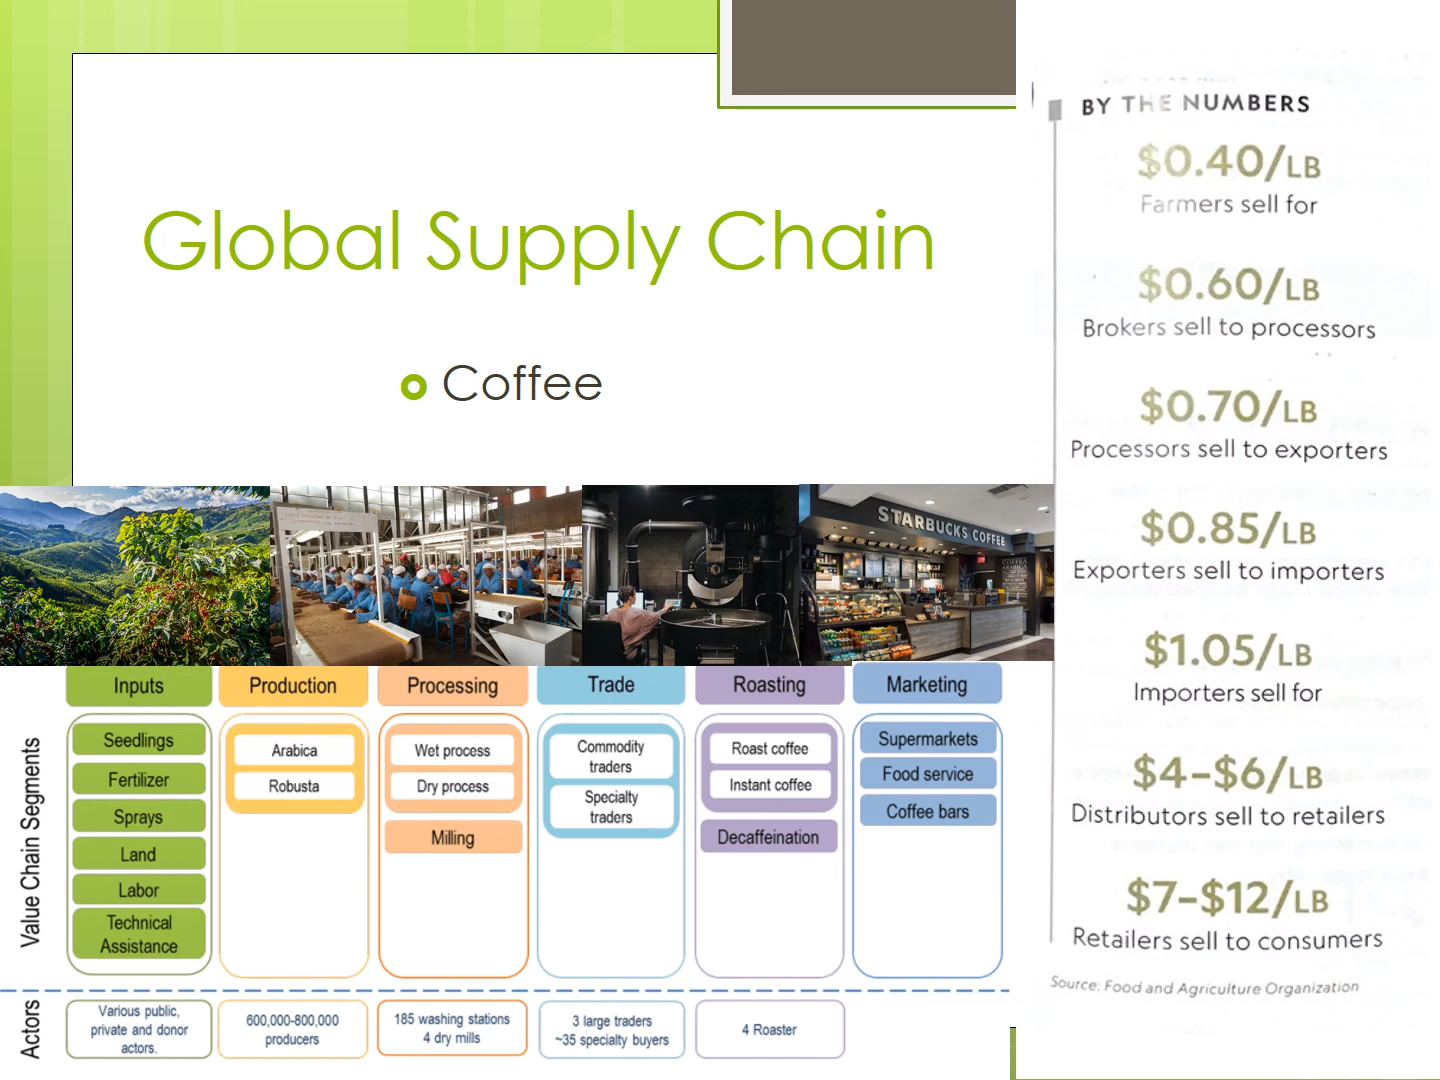 Global Supply Chain
Coffee
BY THE NUMBERS
$0.40/LB
Farmers sell for
$0.60/LB
Brokers sell to processors
$0.70/LB
Processors sell to exporters
$0.85/LB
Exporters sell to importers
$1.05/LB
Importers sell for
$4–$6/LB
Distributors sell to retailers
$7–$12/LB
Retailers sell to consumers
Source: Food and Agriculture Organization
STARBUCKS COFFEE
Value Chain Segments
Inputs
Seedlings
Fertilizer
Sprays
Land
Labor
Technical
Assistance
Production
Arabica
Robusta
Processing
Wet process
Dry process
Milling
Trade
Commodity
traders
Specialty
traders
Roasting
Roast coffee
Instant coffee
Decaffeination
Marketing
Supermarkets
Food service
Coffee bars
Actors
Various public,
private and donor
actors.
600,000-800,000
producers
185 washing stations
4 dry mills
3 large traders
~35 specialty buyers
4 Roaster